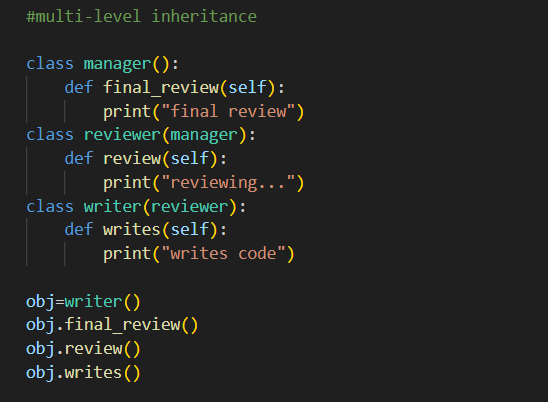 #multi-level inheritance
class manager():
    def final_review(self):
        print("final review")
class reviewer(manager):
    def review(self):
        print("reviewing...")
class writer(reviewer):
    def writes(self):
        print("writes code")
obj=writer()
obj.final_review()
obj.review()
obj.writes()